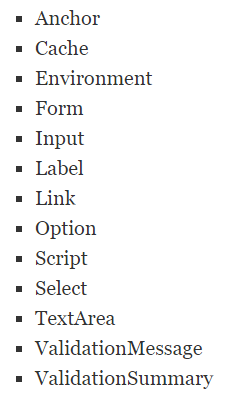 Anchor
Cache
Environment
Form
Input
Label
Link
Option
Script
Select
TextArea
ValidationMessage
ValidationSummary